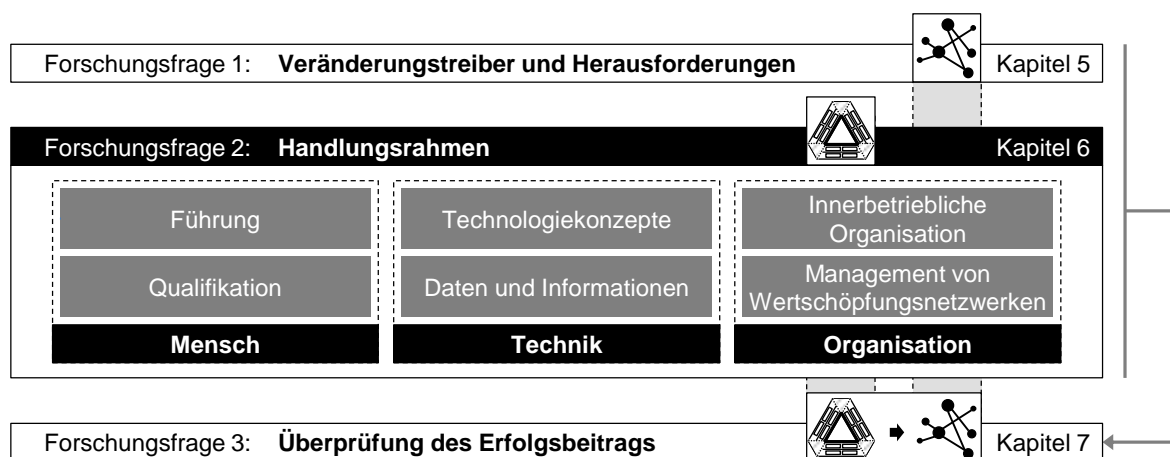 Forschungsfrage 1: Veränderungstreiber und Herausforderungen Kapitel 5
Forschungsfrage 2: Handlungsrahmen Kapitel 6
Führung
Qualifikation
Mensch
Technologiekonzepte
Daten und Informationen
Technik
Innerbetriebliche
Organisation
Management von
Wertschöpfungsnetzwerken
Organisation
Forschungsfrage 3: Überprüfung des Erfolgsbeitrags Kapitel 7